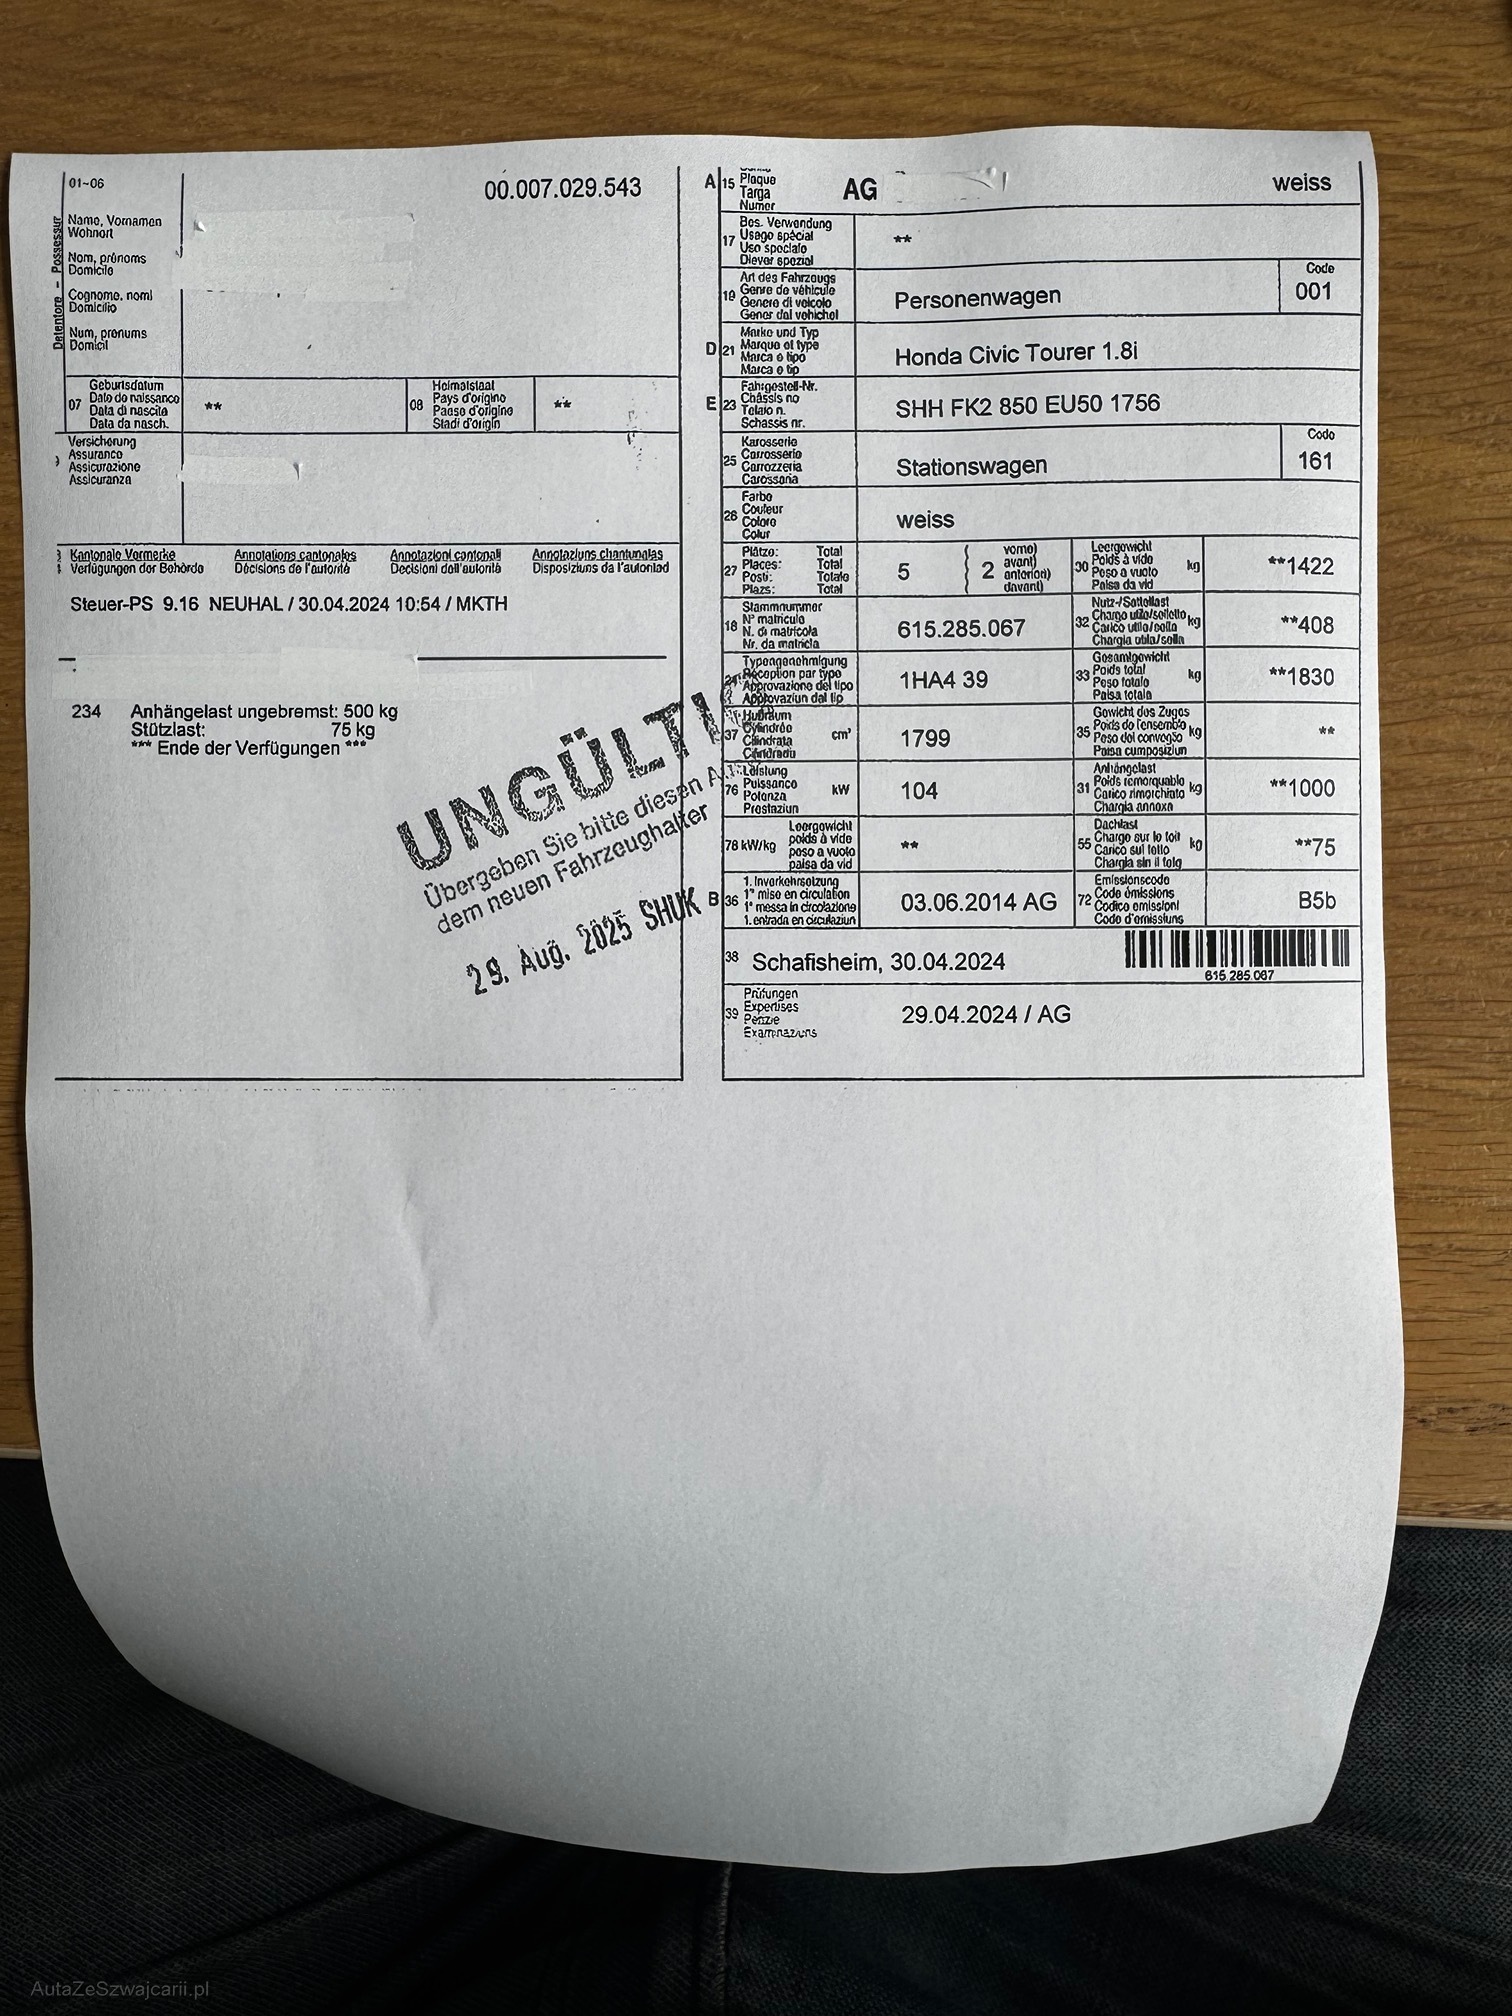 01-06
00.007.029.543
Detentore - Possessur
Name, Vornamen
Wohnort
Nom, prénoms
Domicile
Cognome, nomi
Domicilio
Num, prenums
Domicil
07 Geburtsdatum
Date de naissance
Data di nascita
Data da nasch.
**
08 Heimatstaat
Pays d'origine
Paese d'origine
Stadi d'origin
**
Versicherung
Assurance
Assicurazione
Assicuranza
Kantonale Vermerke Annotations cantonales Annotazioni cantonali Annotaziuns chantunalas
Verfügungen der Behörde Décisions de l'autorité Decisioni dell'autorità Disposiziuns da l'autoritad
Steuer-PS 9.16 NEUHAL / 30.04.2024 10:54 / MKTH
234 Anhängelast ungebremst: 500 kg
Stützlast: 75 kg
*** Ende der Verfügungen ***
UNGÜLTI
Übergeben Sie bitte diesen
dem neuen Fahrzeughalter
29. Aug. 2025 SHUK
A 15 Plaque
Targa
Numer
AG
weiss
17 Bes. Verwendung
Usage spécial
Uso speciale
Diever spezial
**
19 Art des Fahrzeugs
Genre de véhicule
Genere di veicolo
Gener dal vehichel
Personenwagen
Code
001
D 21 Marke und Typ
Marque et type
Marca e tipo
Marca e tip
Honda Civic Tourer 1.8i
E 23 Fahrgestell-Nr.
Châssis no
Telaio n.
Schassis nr.
SHH FK2 850 EU50 1756
25 Karosserie
Carrosserie
Carrozzeria
Carossaria
Stationswagen
Code
161
26 Farbe
Couleur
Colore
Colur
weiss
27 Plätze: Total
Places: Total
Posti: Totale
Plazs: Total
5
2 vorne)
avant)
anteriori)
davant)
30 Leergewicht
Poids à vide
Peso a vuoto
Paisa da vid
kg
**1422
18 Stammnummer
N° matricule
N. di matricola
Nr. da matricla
615.285.067
32 Nutz-/Sattellast
Charge utile/sellette
Carico utile/sella
Chargia utila/sella
kg
**408
24 Typengenehmigung
Réception par type
Approvazione del tipo
Approvaziun dal tip
1HA4 39
33 Gesamtgewicht
Poids total
Peso totale
Paisa totala
kg
**1830
37 Hubraum
Cylindrée
Cilindrata
Cilindrada
cm³
1799
35 Gewicht des Zuges
Poids de l'ensemble
Peso del convoglio
Paisa cumposiziun
kg
**
76 Leistung
Puissance
Potenza
Prestaziun
kW
104
31 Anhängelast
Poids remorquable
Carico rimorchiato
Chargia annexa
kg
**1000
78 kW/kg Leergewicht
poids à vide
peso a vuoto
paisa da vid
**
55 Dachlast
Charge sur le toit
Carico sul tetto
Chargia sin il tetg
kg
**75
B 36 1. Inverkehrsetzung
1re mise en circulation
1a messa in circolazione
1. entrada en circulaziun
03.06.2014 AG
72 Emissionscode
Code émissions
Codice emissioni
Code d'emissiuns
B5b
38 Schafisheim, 30.04.2024
615.285.067
39 Prüfungen
Expertises
Perizie
Examinaziuns
29.04.2024 / AG
AutaZeSzwajcarii.pl